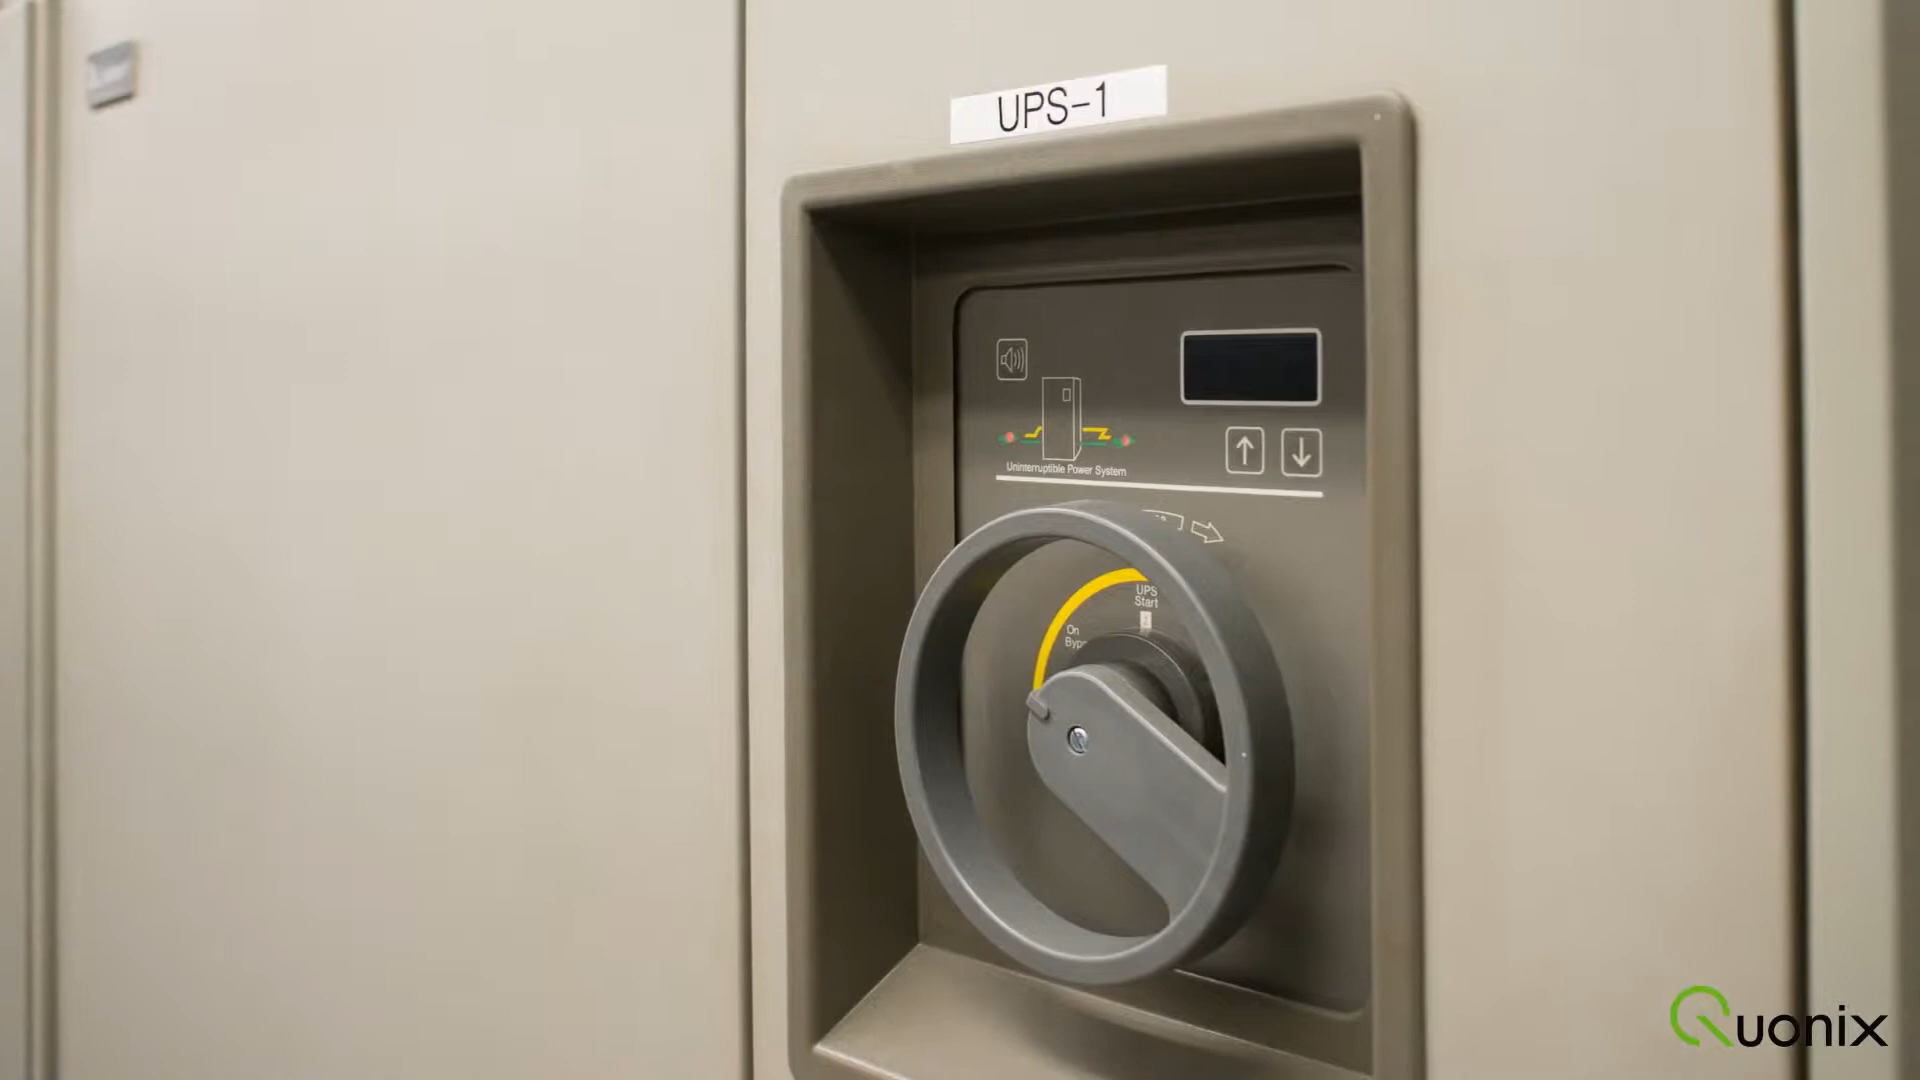 UPS-1
Uninterruptible Power System
UPS
Start
On
Quonix